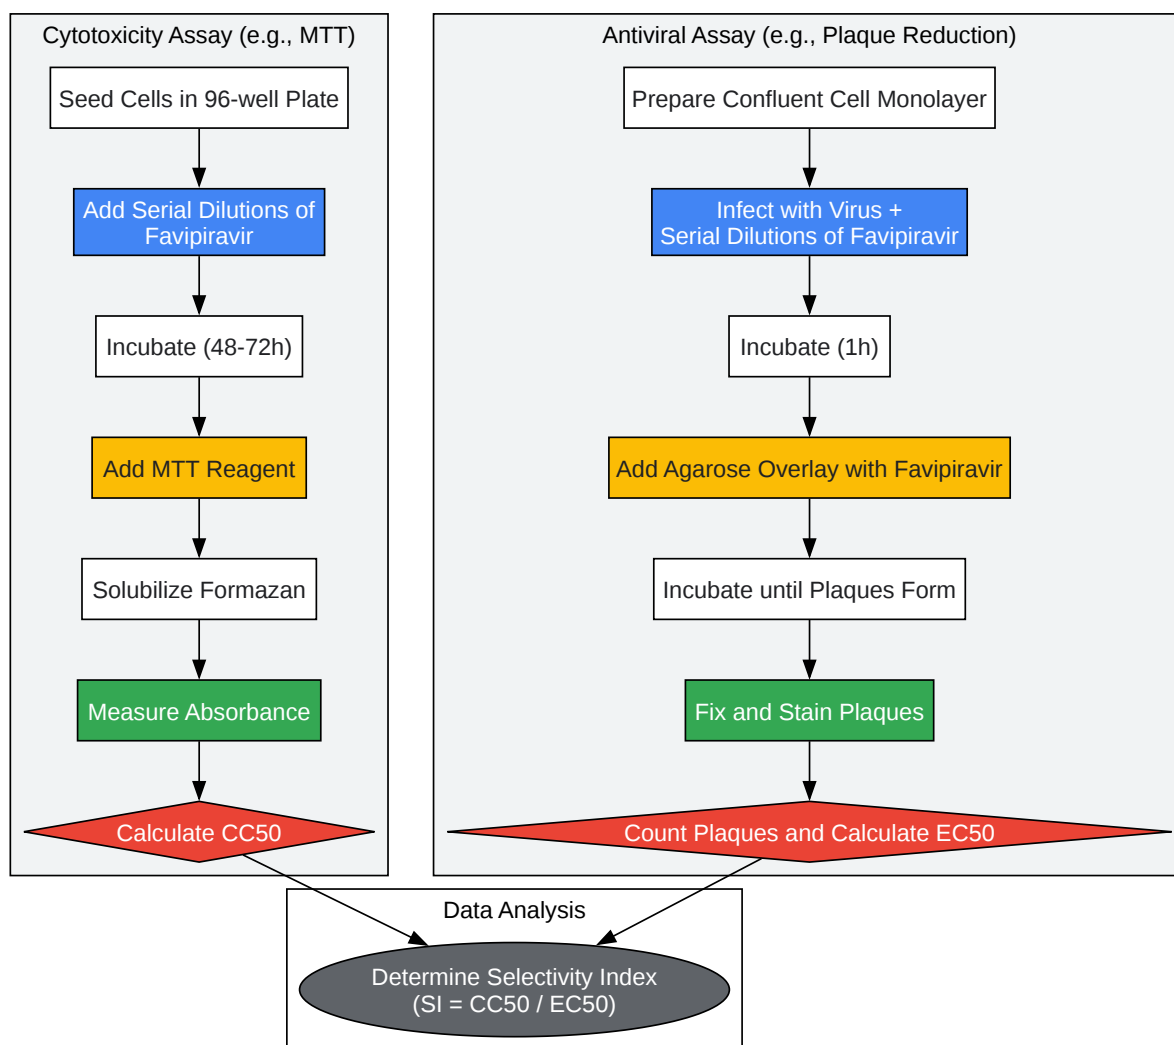 Cytotoxicity Assay (e.g., MTT)
Seed Cells in 96-well Plate
Add Serial Dilutions of
Favipiravir
Incubate (48-72h)
Add MTT Reagent
Solubilize Formazan
Measure Absorbance
Calculate CC50
Antiviral Assay (e.g., Plaque Reduction)
Prepare Confluent Cell Monolayer
Infect with Virus +
Serial Dilutions of Favipiravir
Incubate (1h)
Add Agarose Overlay with Favipiravir
Incubate until Plaques Form
Fix and Stain Plaques
Count Plaques and Calculate EC50
Data Analysis
Determine Selectivity Index
(SI = CC50 / EC50)